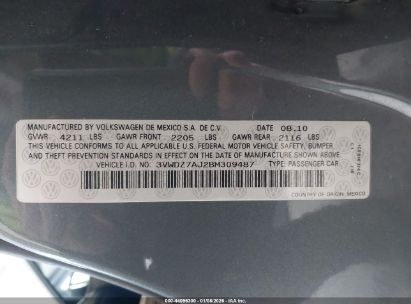 MANUFACTURED BY VOLKSWAGEN DE MEXICO S.A. DE C.V. DATE 08.10
GVWR 4211 LBS GAWR FRONT 2205 LBS GAWR REAR 2116 LBS
THIS VEHICLE CONFORMS TO ALL APPLICABLE U.S. FEDERAL MOTOR VEHICLE SAFETY, BUMPER
AND THEFT PREVENTION STANDARDS IN EFFECT ON THE DATE OF MANUFACTURE SHOWN ABOVE.
VEHICLE I.D. NO. 3VWDZ7AJ2BM309487 TYPE: PASSENGER CAR
COUNTRY OF ORIGIN: MEXICO